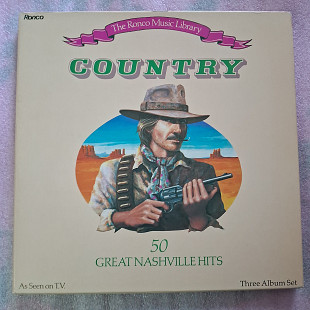 Ronco
The Ronco Music Library
COUNTRY
50
GREAT NASHVILLE HITS
As Seen on T.V.
Three Album Set